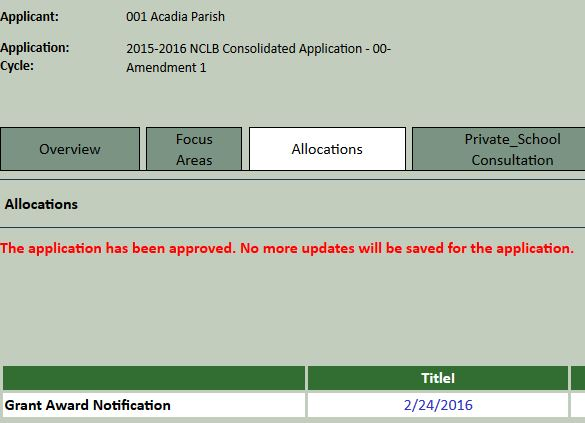 Applicant: 001 Acadia Parish
Application: 2015-2016 NCLB Consolidated Application - 00-
Cycle: Amendment 1
Overview
Focus
Areas
Allocations
Private_School
Consultation
Allocations
The application has been approved. No more updates will be saved for the application.
TitleI
Grant Award Notification 2/24/2016